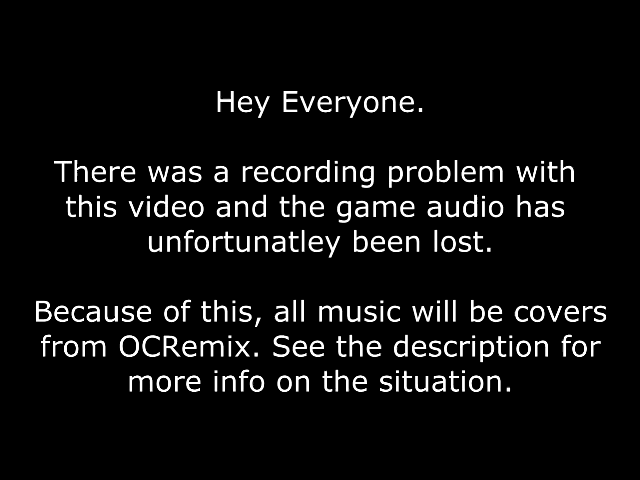 Hey Everyone.
There was a recording problem with
this video and the game audio has
unfortunatley been lost.
Because of this, all music will be covers
from OCRemix. See the description for
more info on the situation.